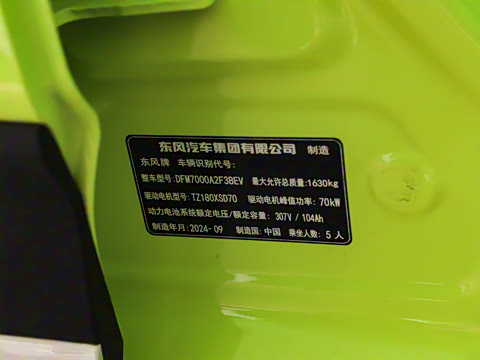 东风汽车集团有限公司 制造
东风牌 车辆识别代号:
整车型号:DFM7000A2F3BEV 最大允许总质量:1630kg
驱动电机型号:TZ180XSD70 驱动电机峰值功率:70kW
动力电池系统额定电压/额定容量: 307V / 104Ah
制造年月:2024-09 制造国:中国 乘坐人数:5 人